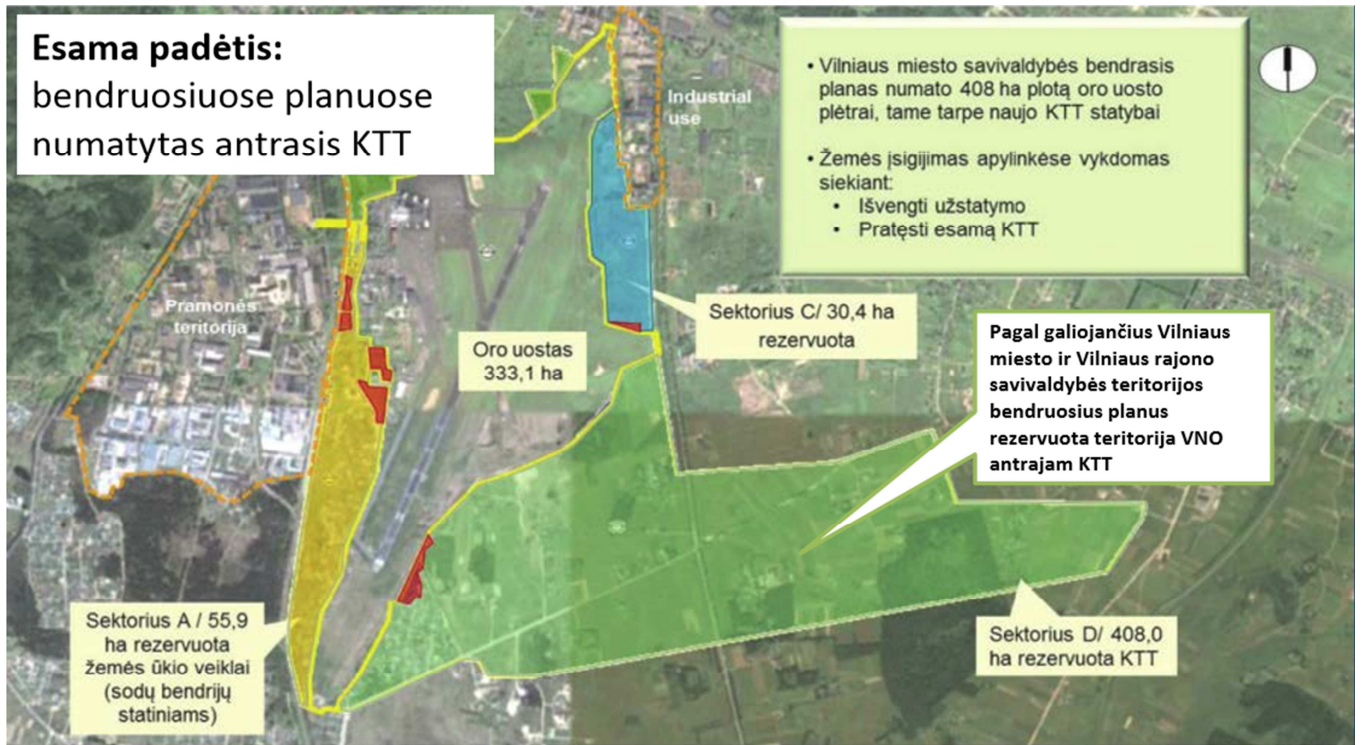 Esama padėtis:
bendruosiuose planuose
numatytas antrasis KTT
• Vilniaus miesto savivaldybės bendrasis
planas numato 408 ha plotą oro uosto
plėtrai, tame tarpe naujo KTT statybai
• Žemės įsigijimas apylinkėse vykdomas
siekiant:
• Išvengti užstatymo
• Pratęsti esamą KTT
Industrial
use
Pramonės
teritorija
Sektorius C/ 30,4 ha
rezervuota
Oro uostas
333,1 ha
Pagal galiojančius Vilniaus
miesto ir Vilniaus rajono
savivaldybės teritorijos
bendruosius planus
rezervuota teritorija VNO
antrajam KTT
Sektorius A / 55,9
ha rezervuota
žemės ūkio veiklai
(sodų bendrijų
statiniams)
Sektorius D/ 408,0
ha rezervuota KTT